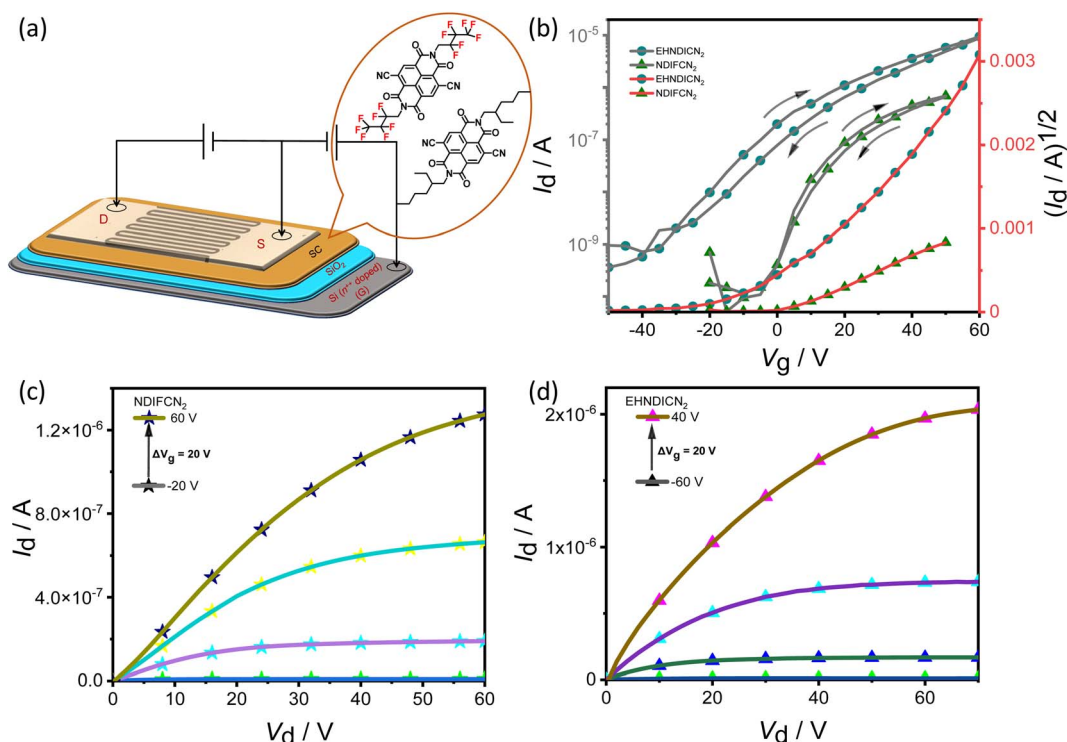 (a)
F F F
F F
F F
O N O
NC
CN
O N O
F F
F F
F F F
O N O
NC
CN
O N O
D
S
SC
SiO₂
Si (n⁺⁺ doped)
(G)
(b)
EHNDICN₂
NDIFCN₂
EHNDICN₂
NDIFCN₂
10⁻⁵
10⁻⁷
10⁻⁹
I_d / A
0.003
0.002
0.001
0
(I_d / A)^1/2
-40 -20 0 20 40 60
V_g / V
(c)
NDIFCN₂
60 V
ΔV_g = 20 V
-20 V
1.2×10⁻⁶
8.0×10⁻⁷
4.0×10⁻⁷
0.0
I_d / A
0 10 20 30 40 50 60
V_d / V
(d)
EHNDICN₂
40 V
ΔV_g = 20 V
-60 V
2x10⁻⁶
1x10⁻⁶
0
I_d / A
0 20 40 60
V_d / V